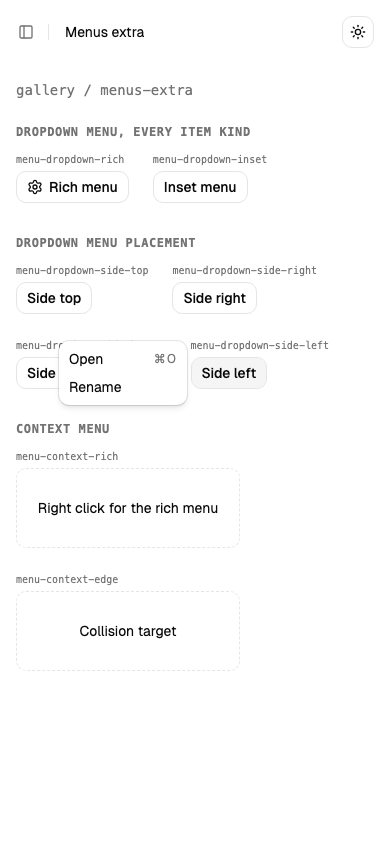 Menus extra
gallery / menus-extra
DROPDOWN MENU, EVERY ITEM KIND
menu-dropdown-rich menu-dropdown-inset
Rich menu Inset menu
DROPDOWN MENU PLACEMENT
menu-dropdown-side-top menu-dropdown-side-right
Side top Side right
menu-dropdown-side-left
Open ⌘O
Side Side left
Rename
CONTEXT MENU
menu-context-rich
Right click for the rich menu
menu-context-edge
Collision target